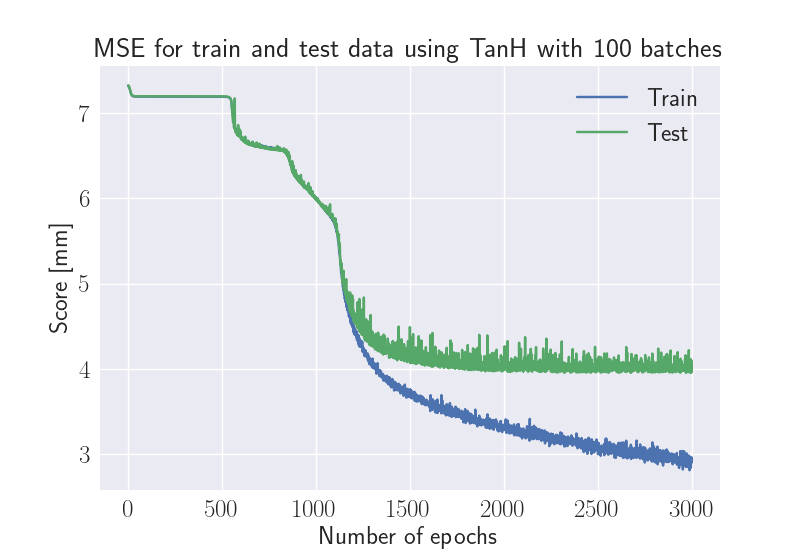 MSE for train and test data using TanH with 100 batches
Train
Test
7
6
5
4
3
Score [mm]
0
500
1000
1500
2000
2500
3000
Number of epochs